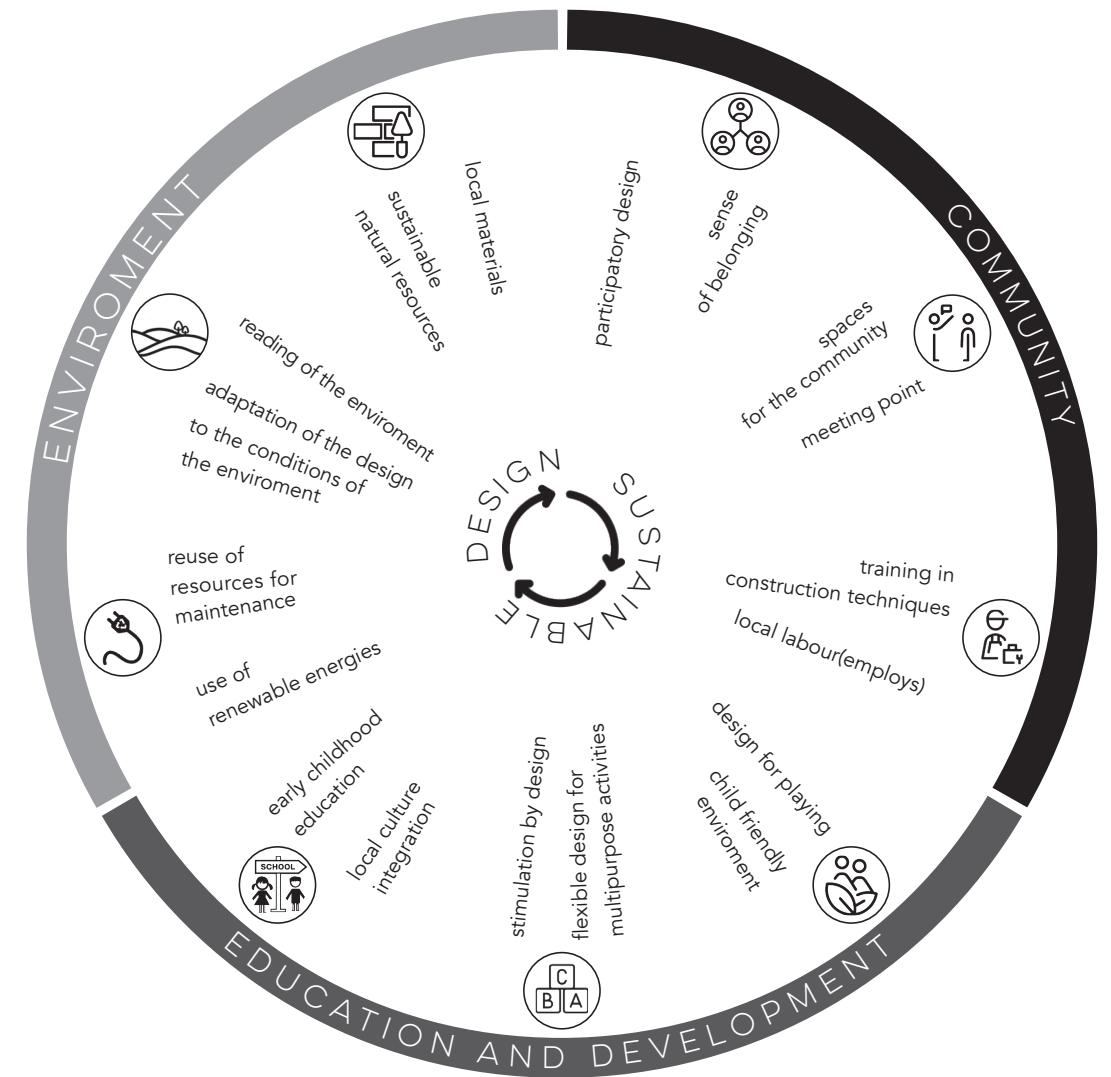 ENVIROMENT
COMMUNITY
EDUCATION AND DEVELOPMENT
DESIGN
SUSTAINABLE
local materials
sustainable
natural resources
reading of the enviroment
adaptation of the design
to the conditions of
the enviroment
reuse of
resources for
maintenance
use of
renewable energies
participatory design
sense
of belonging
spaces
for the community
meeting point
training in
construction techniques
local labour(employs)
design for playing
child friendly
enviroment
stimulation by design
flexible design for
multipurpose activities
C
B A
early childhood
education
local culture
integration
SCHOOL